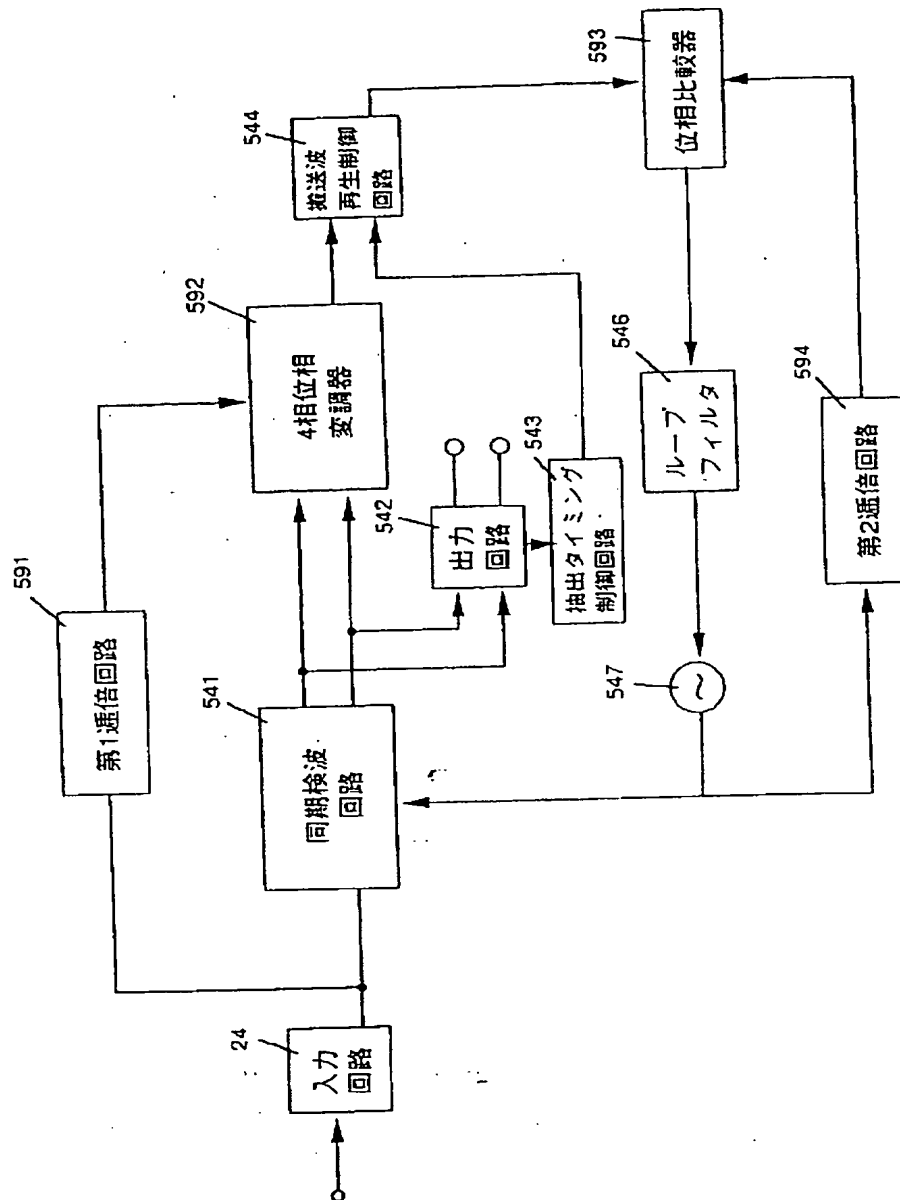 24
入力
回路
591
第1逓倍回路
541
同期検波
回路
592
4相位相
変調器
542
出力
回路
543
抽出タイミング
制御回路
544
搬送波
再生制御
回路
593
位相比較器
546
ループ
フィルタ
547
~
594
第2逓倍回路